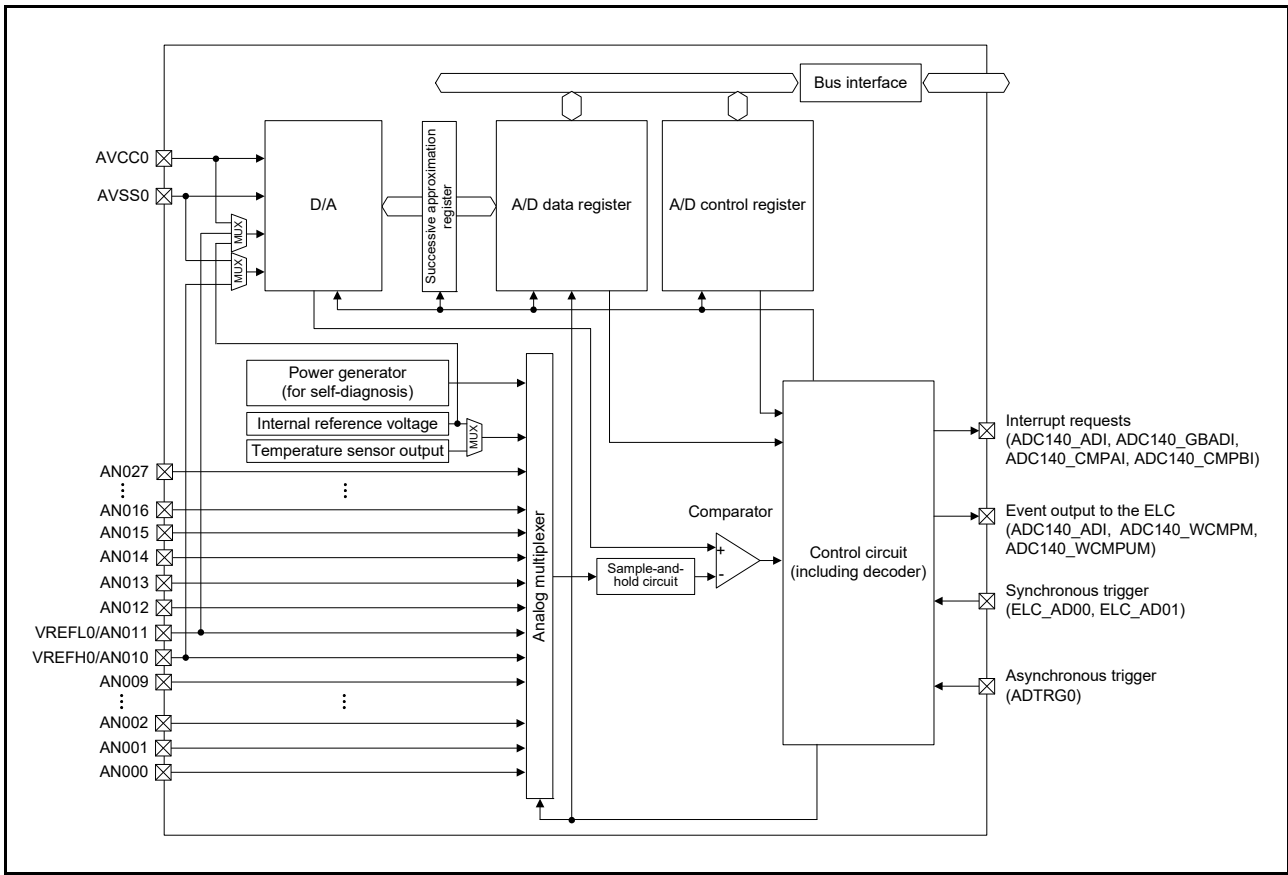 Bus interface
AVCC0
AVSS0
D/A
Successive approximation
register
A/D data register
A/D control register
MUX
MUX
Power generator
(for self-diagnosis)
Internal reference voltage
Temperature sensor output
MUX
AN027
AN016
AN015
AN014
AN013
AN012
VREFL0/AN011
VREFH0/AN010
AN009
AN002
AN001
AN000
Analog multiplexer
Sample-and-
hold circuit
Comparator
+
-
Control circuit
(including decoder)
Interrupt requests
(ADC140_ADI, ADC140_GBADI,
ADC140_CMPAI, ADC140_CMPBI)
Event output to the ELC
(ADC140_ADI, ADC140_WCMPM,
ADC140_WCMPUM)
Synchronous trigger
(ELC_AD00, ELC_AD01)
Asynchronous trigger
(ADTRG0)